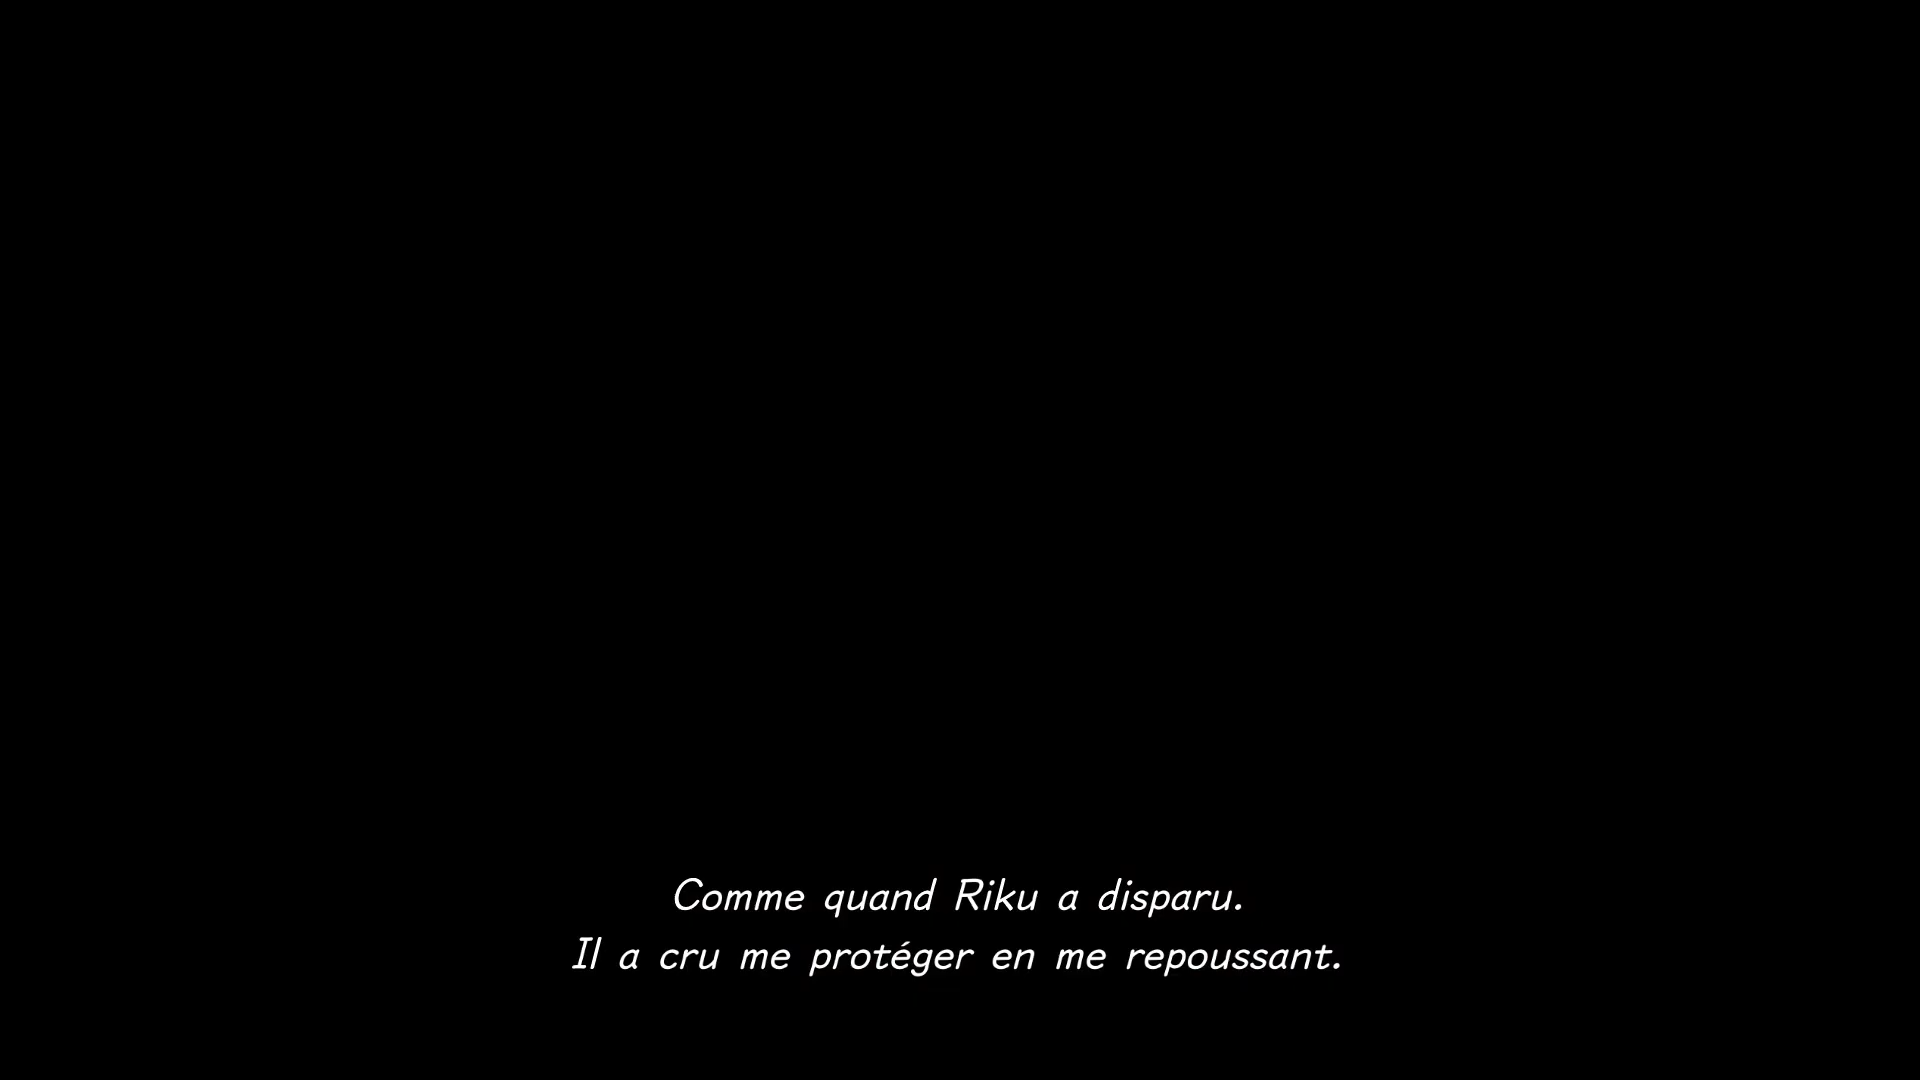 Comme quand Riku a disparu.
Il a cru me protéger en me repoussant.